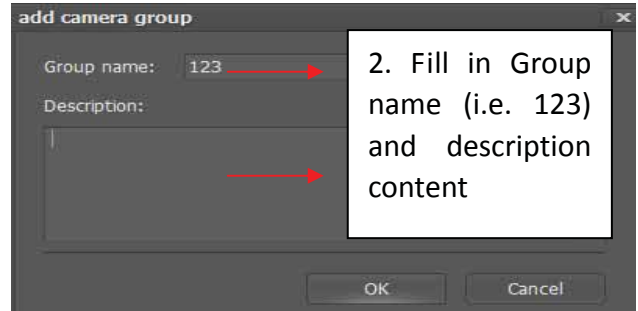 add camera group x
Group name: 123
Description:
2. Fill in Group
name (i.e. 123)
and description
content
OK Cancel